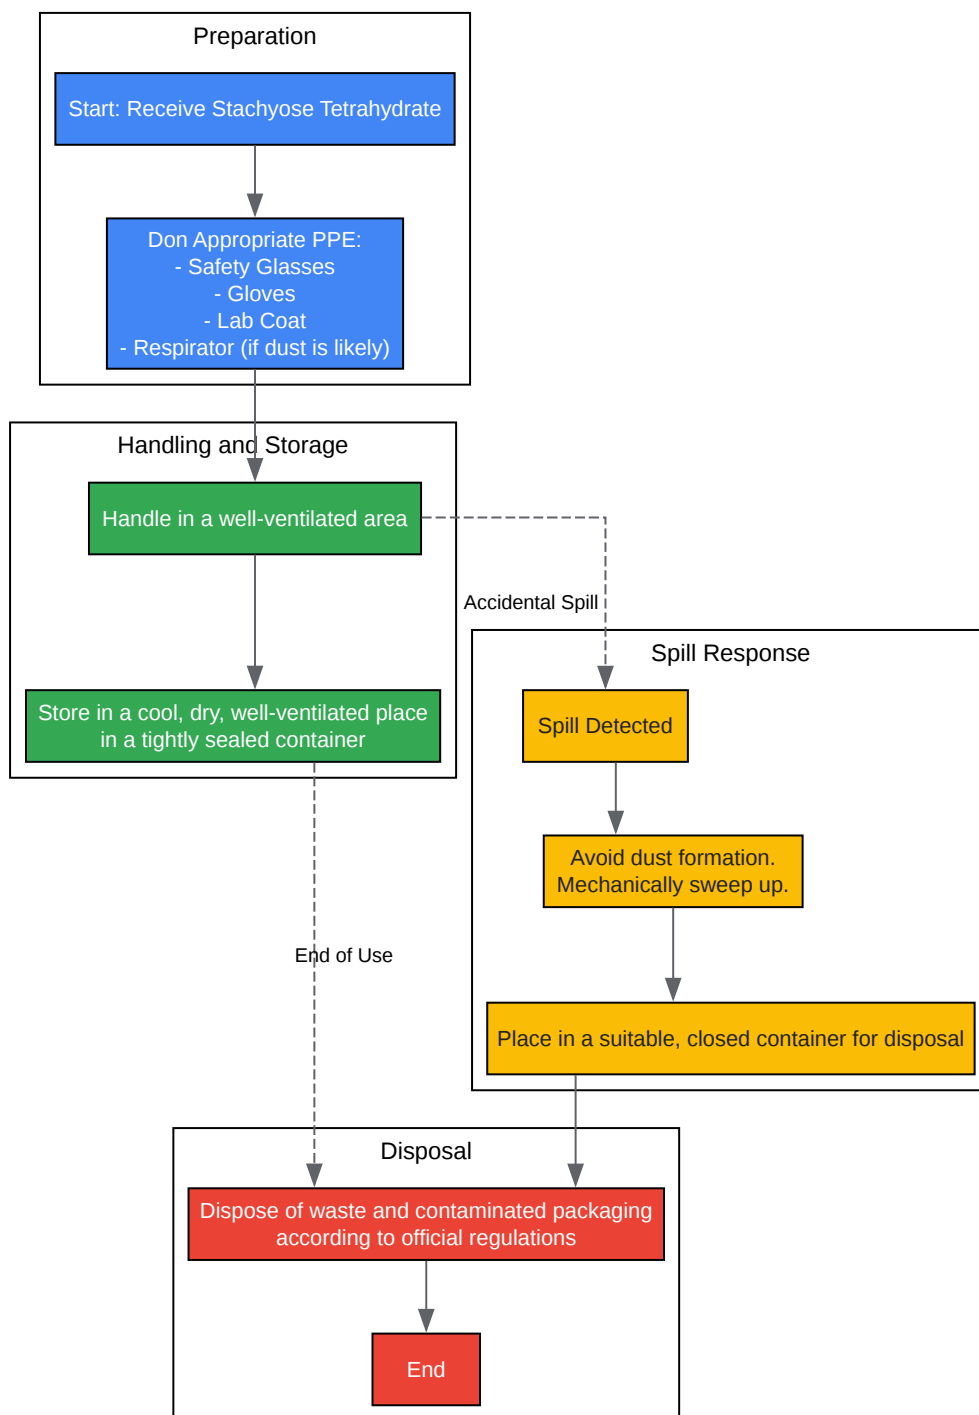 Preparation
Start: Receive Stachyose Tetrahydrate
Don Appropriate PPE:
- Safety Glasses
- Gloves
- Lab Coat
- Respirator (if dust is likely)
Handling and Storage
Handle in a well-ventilated area
Accidental Spill
Store in a cool, dry, well-ventilated place
in a tightly sealed container
Spill Response
Spill Detected
Avoid dust formation.
Mechanically sweep up.
Place in a suitable, closed container for disposal
End of Use
Disposal
Dispose of waste and contaminated packaging
according to official regulations
End